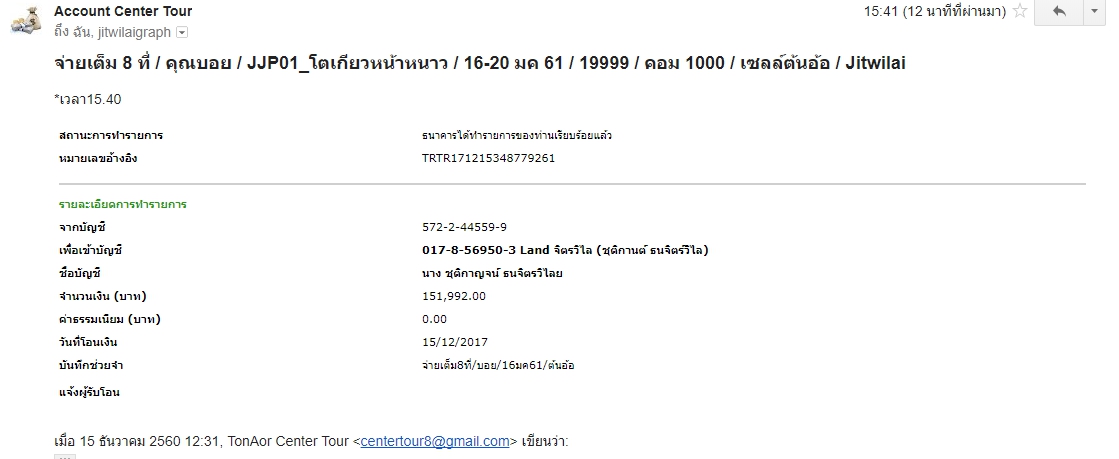 Account Center Tour 15:41 (12 นาทีที่ผ่านมา)
ถึง ฉัน, jitwilaigraph
จ่ายเต็ม 8 ที่ / คุณบอย / JJP01_โตเกียวหน้าหนาว / 16-20 มค 61 / 19999 / คอม 1000 / เซลล์ต้นอ้อ / Jitwilai
*เวลา15.40
สถานะการทำรายการ ธนาคารได้ทำรายการของท่านเรียบร้อยแล้ว
หมายเลขอ้างอิง TRTR171215348779261
รายละเอียดการทำรายการ
จากบัญชี 572-2-44559-9
เพื่อเข้าบัญชี 017-8-56950-3 Land จิตรวิไล (ชุติกานต์ ธนจิตร์วิไล)
ชื่อบัญชี นาง ชุติกาญจน์ ธนจิตรวิไลย
จำนวนเงิน (บาท) 151,992.00
ค่าธรรมเนียม (บาท) 0.00
วันที่โอนเงิน 15/12/2017
บันทึกช่วยจำ จ่ายเต็ม8ที่/บอย/16มค61/ต้นอ้อ
แจ้งผู้รับโอน
เมื่อ 15 ธันวาคม 2560 12:31, TonAor Center Tour <centertour8@gmail.com> เขียนว่า: